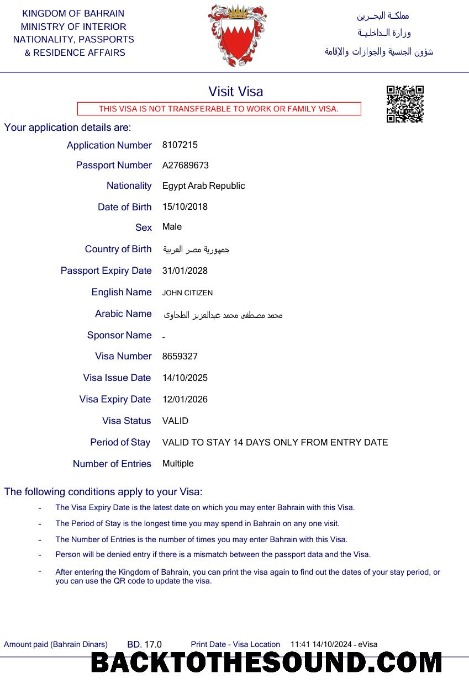 KINGDOM OF BAHRAIN
MINISTRY OF INTERIOR
NATIONALITY, PASSPORTS
& RESIDENCE AFFAIRS
مملكة البحرين
وزارة الداخلية
شؤون الجنسية والجوازات والإقامة
Visit Visa
THIS VISA IS NOT TRANSFERABLE TO WORK OR FAMILY VISA.
Your application details are:
Application Number 8107215
Passport Number A27689673
Nationality Egypt Arab Republic
Date of Birth 15/10/2018
Sex Male
Country of Birth جمهورية مصر العربية
Passport Expiry Date 31/01/2028
English Name JOHN CITIZEN
Arabic Name محمد مصطفى محمد عبدالعزيز الطحاوى
Sponsor Name -
Visa Number 8659327
Visa Issue Date 14/10/2025
Visa Expiry Date 12/01/2026
Visa Status VALID
Period of Stay VALID TO STAY 14 DAYS ONLY FROM ENTRY DATE
Number of Entries Multiple
The following conditions apply to your Visa:
- The Visa Expiry Date is the latest date on which you may enter Bahrain with this Visa.
- The Period of Stay is the longest time you may spend in Bahrain on any one visit.
- The Number of Entries is the number of times you may enter Bahrain with this Visa.
- Person will be denied entry if there is a mismatch between the passport data and the Visa.
- After entering the Kingdom of Bahrain, you can print the visa again to find out the dates of your stay period, or
you can use the QR code to update the visa.
Amount paid (Bahrain Dinars) BD. 17.0 Print Date - Visa Location 11:41 14/10/2024 - eVisa
BACKTOTHESOUND.COM